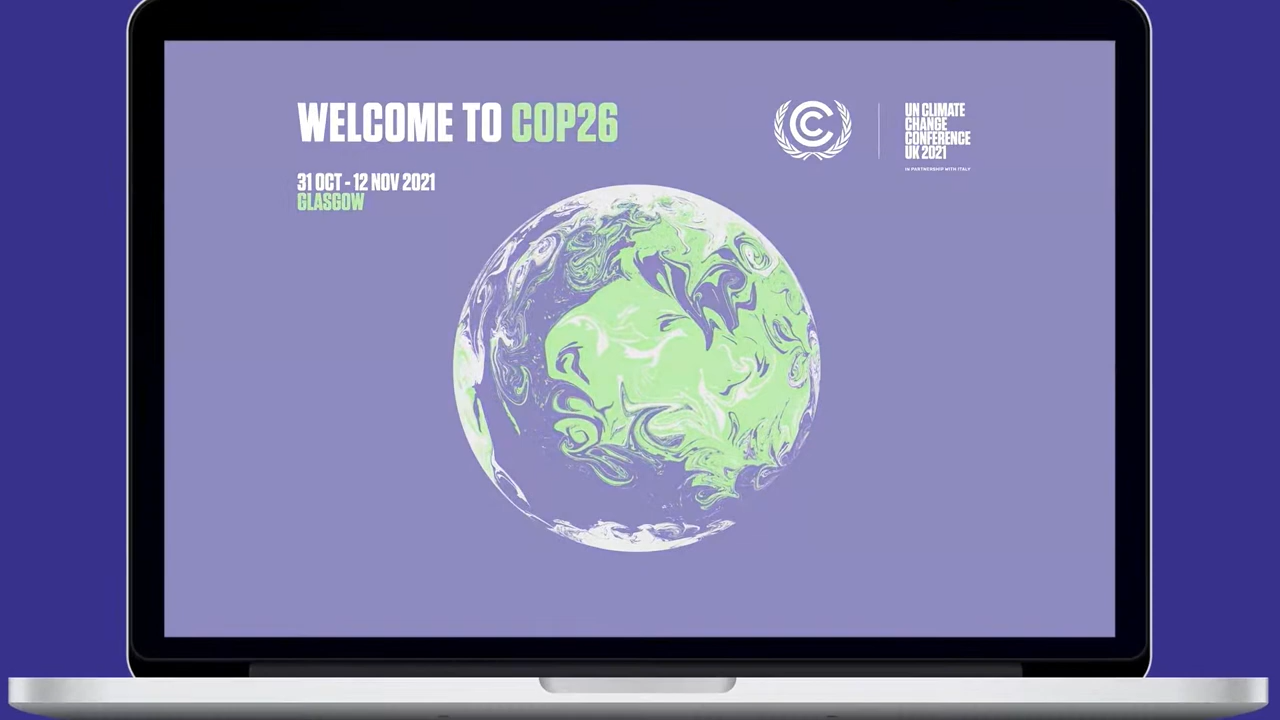 WELCOME TO COP26
31 OCT - 12 NOV 2021
GLASGOW
UN CLIMATE
CHANGE
CONFERENCE
UK 2021
IN PARTNERSHIP WITH ITALY